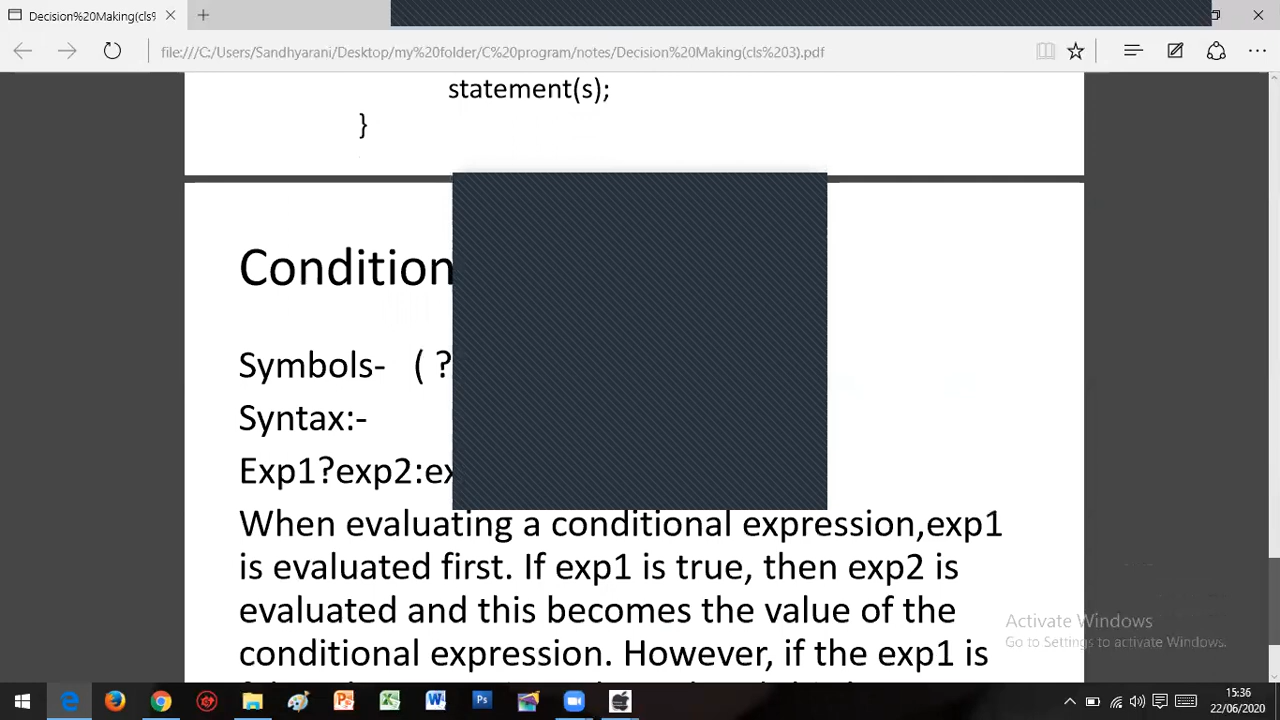 Decision Making(cls
file:///C:/Users/Sandhyarani/Desktop/my%20folder/C%20program/notes/Decision%20Making(cls%203).pdf
statement(s);
}
Symbols- ( ?
Syntax:-
Exp1?exp2:
When evaluating a conditional expression,exp1
is evaluated first. If exp1 is true, then exp2 is
evaluated and this becomes the value of the
conditional expression. However, if the exp1 is
Activate Windows
Go to Settings to activate Windows.
15:36
22/06/2020